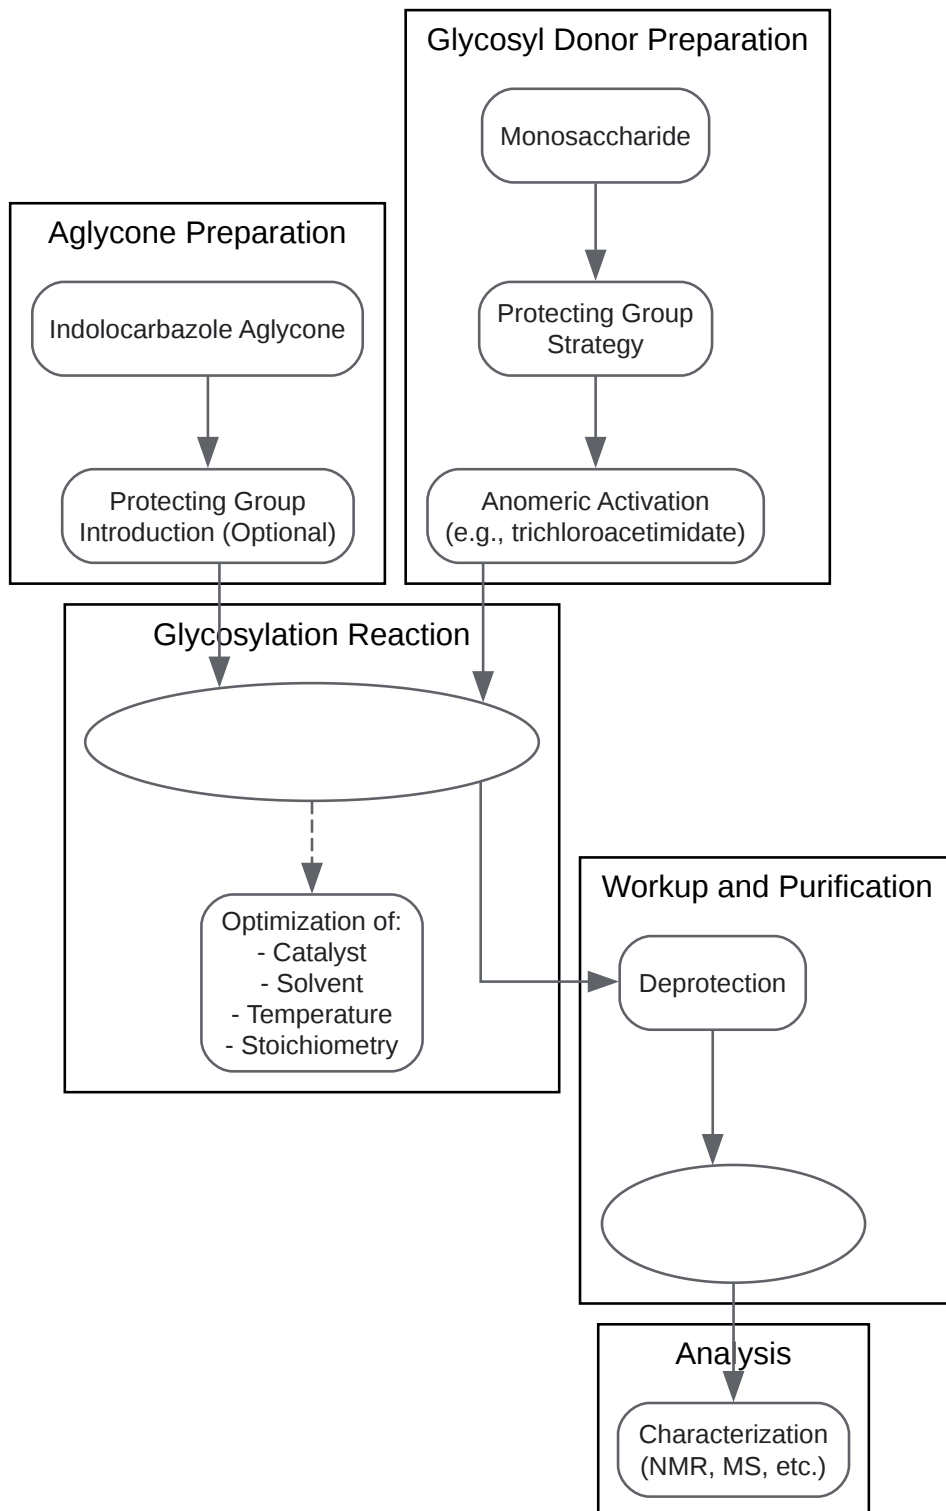 Glycosyl Donor Preparation
Monosaccharide
Protecting Group
Strategy
Anomeric Activation
(e.g., trichloroacetimidate)
Aglycone Preparation
Indolocarbazole Aglycone
Protecting Group
Introduction (Optional)
Glycosylation Reaction
Optimization of:
- Catalyst
- Solvent
- Temperature
- Stoichiometry
Workup and Purification
Deprotection
Analysis
Characterization
(NMR, MS, etc.)